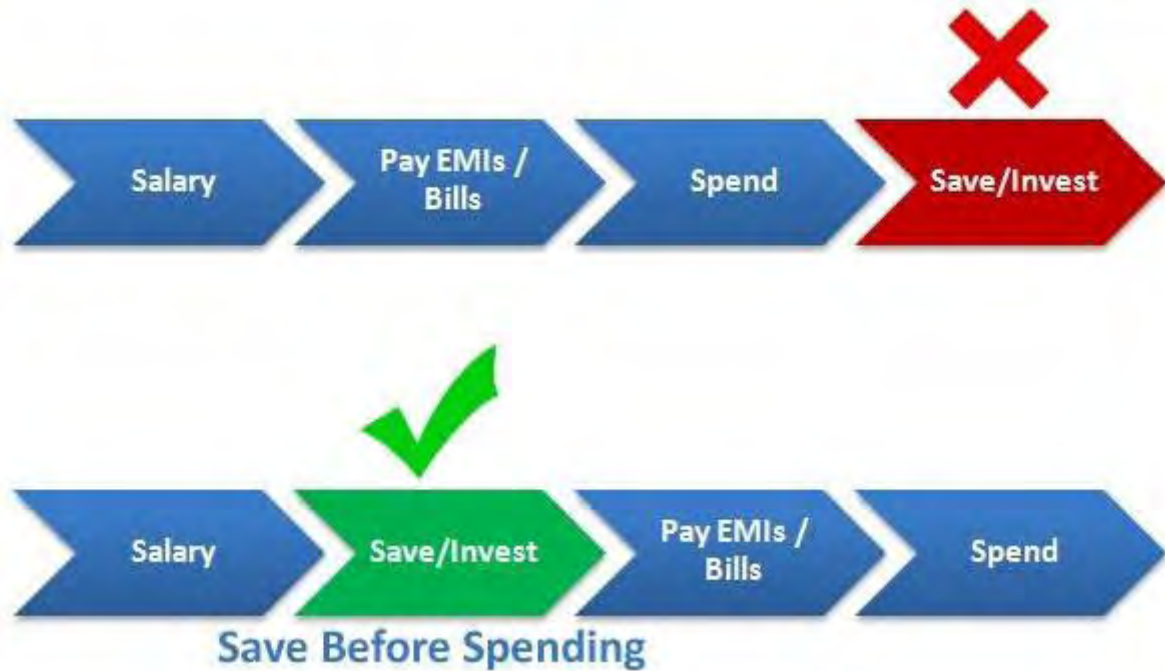 Salary
Pay EMIs /
Bills
Spend
Save/Invest
Salary
Save/Invest
Pay EMIs /
Bills
Spend
Save Before Spending